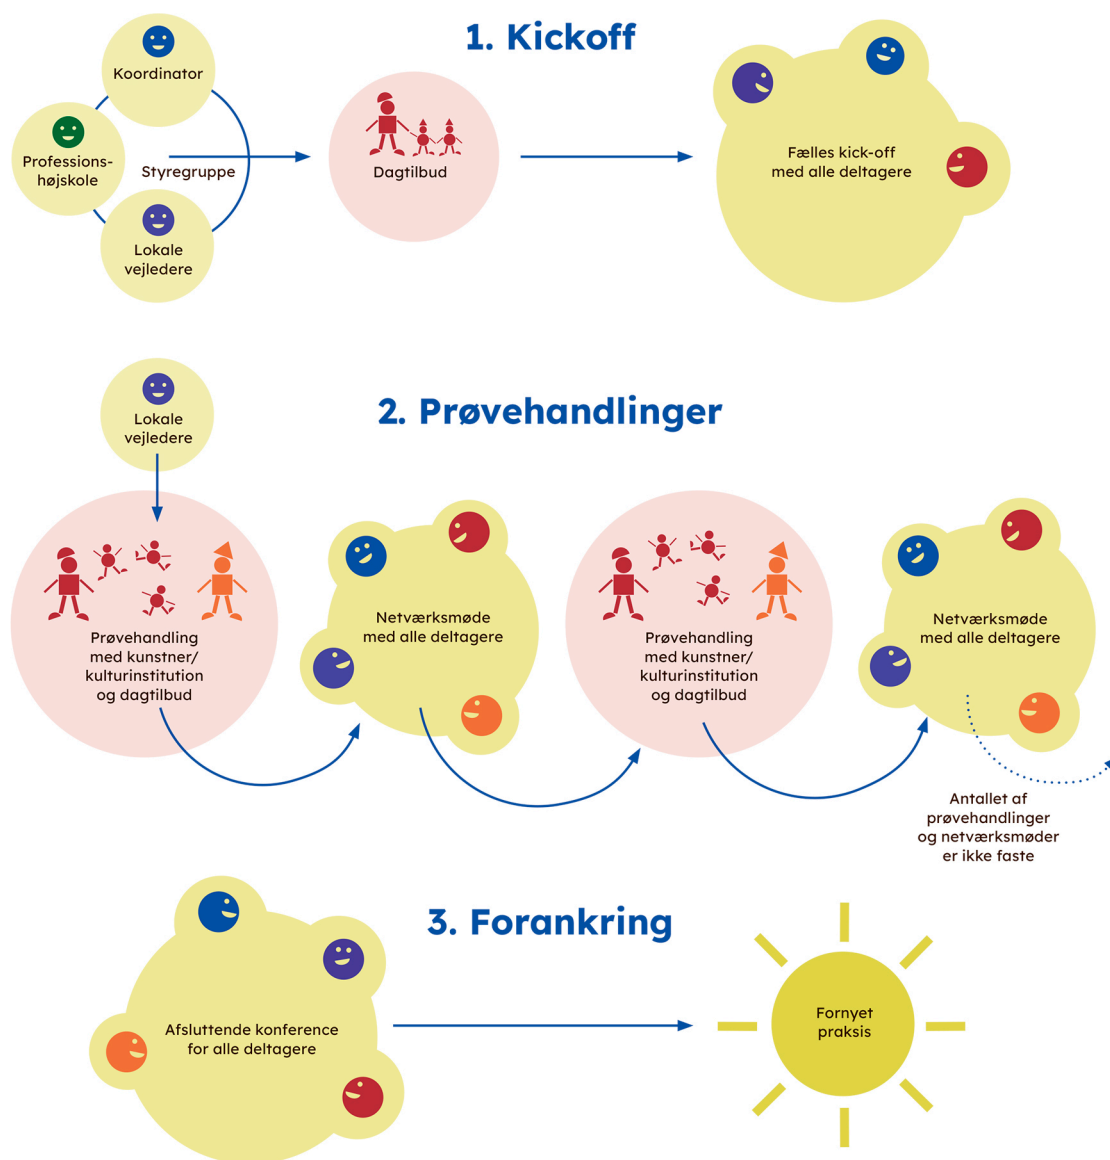 1. Kickoff
Koordinator
Professions-
højskole
Styregruppe
Lokale
vejledere
Dagtilbud
Fælles kick-off
med alle deltagere
2. Prøvehandlinger
Lokale
vejledere
Prøvehandling
med kunstner/
kulturinstitution
og dagtilbud
Netværksmøde
med alle deltagere
Prøvehandling
med kunstner/
kulturinstitution
og dagtilbud
Netværksmøde
med alle deltagere
Antallet af
prøvehandlinger
og netværksmøder
er ikke faste
3. Forankring
Afsluttende konference
for alle deltagere
Fornyet
praksis